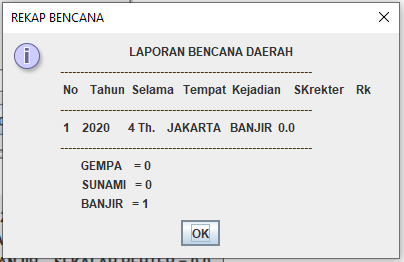 REKAP BENCANA
LAPORAN BENCANA DAERAH
------------------------------------------------------------
No Tahun Selama Tempat Kejadian SKrekter Rk
------------------------------------------------------------
1 2020 4 Th. JAKARTA BANJIR 0.0
------------------------------------------------------------
GEMPA = 0
SUNAMI = 0
BANJIR = 1
OK